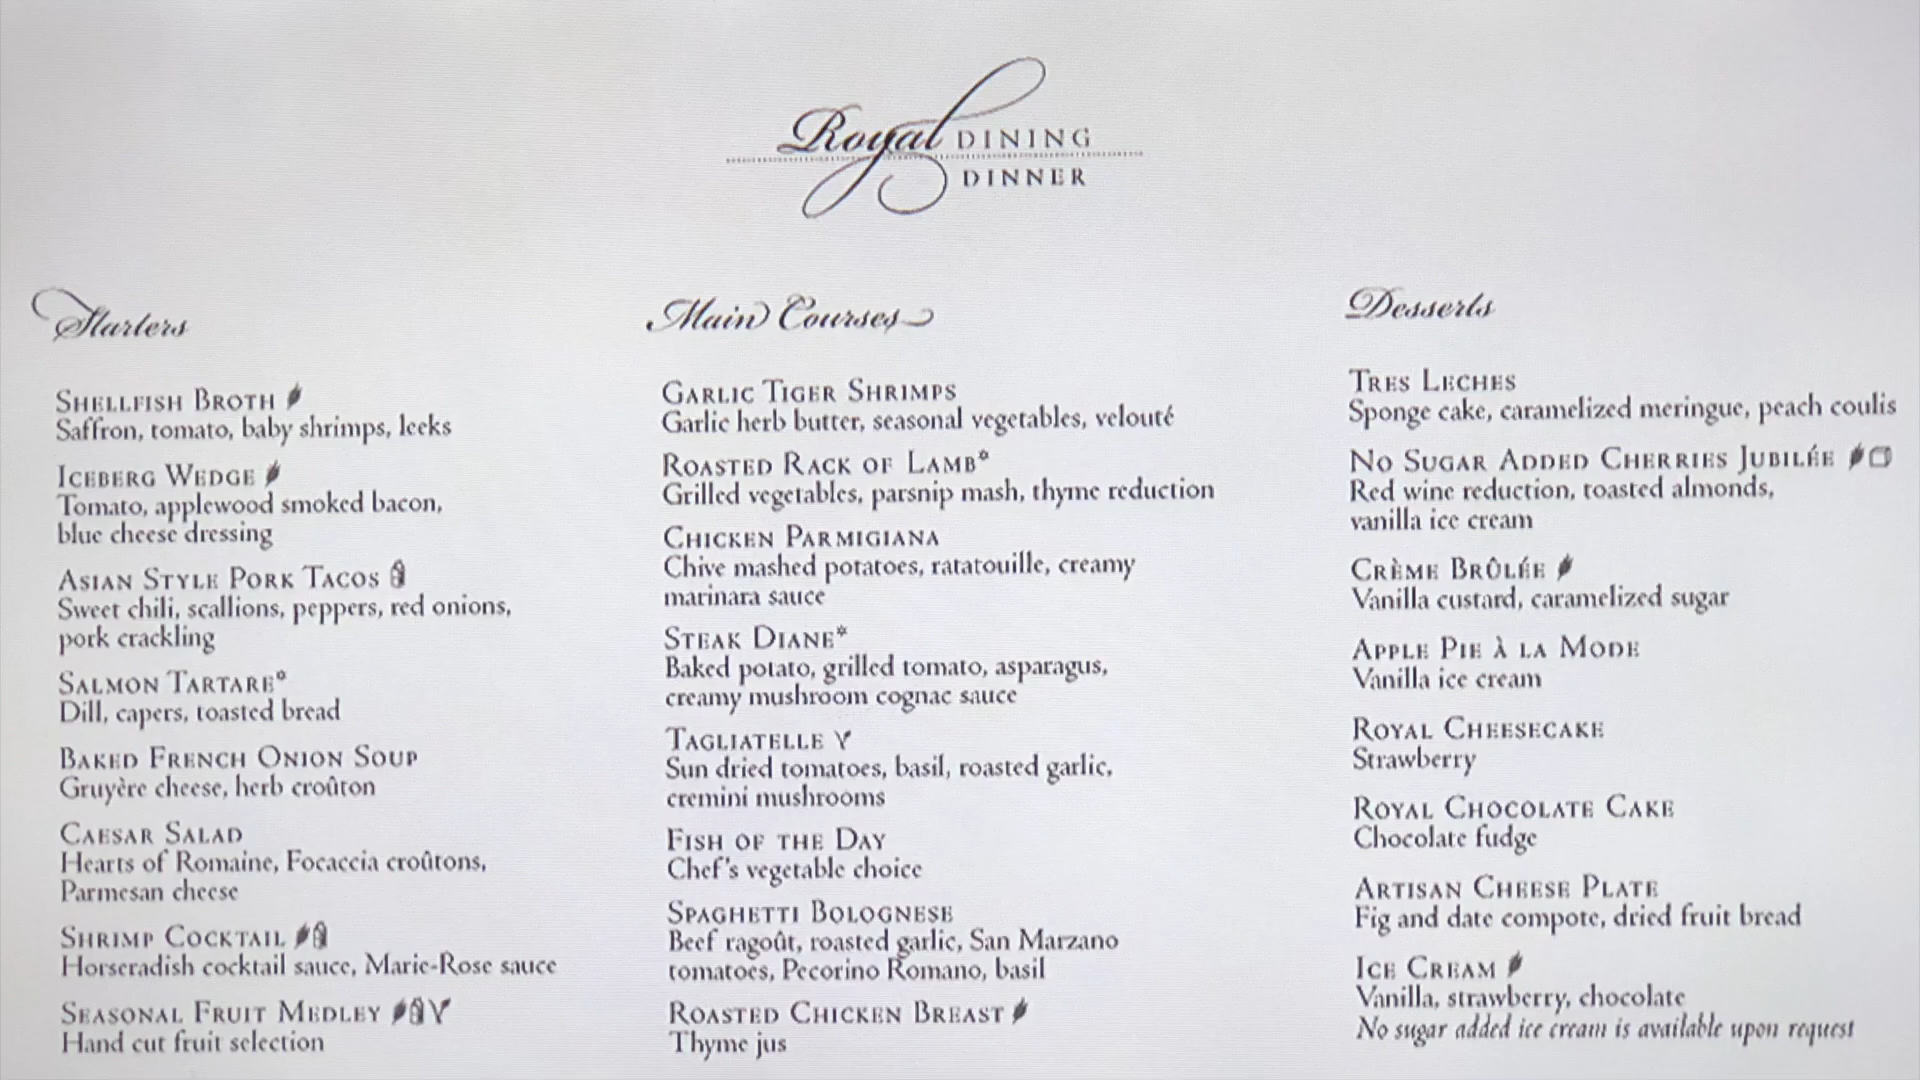 Royal DINING
DINNER
Starters
SHELLFISH BROTH
Saffron, tomato, baby shrimps, leeks
ICEBERG WEDGE
Tomato, applewood smoked bacon,
blue cheese dressing
ASIAN STYLE PORK TACOS
Sweet chili, scallions, peppers, red onions,
pork crackling
SALMON TARTARE*
Dill, capers, toasted bread
BAKED FRENCH ONION SOUP
Gruyère cheese, herb croûton
CAESAR SALAD
Hearts of Romaine, Focaccia croûtons,
Parmesan cheese
SHRIMP COCKTAIL
Horseradish cocktail sauce, Marie-Rose sauce
SEASONAL FRUIT MEDLEY
Hand cut fruit selection
Main Courses
GARLIC TIGER SHRIMPS
Garlic herb butter, seasonal vegetables, velouté
ROASTED RACK OF LAMB*
Grilled vegetables, parsnip mash, thyme reduction
CHICKEN PARMIGIANA
Chive mashed potatoes, ratatouille, creamy
marinara sauce
STEAK DIANE*
Baked potato, grilled tomato, asparagus,
creamy mushroom cognac sauce
TAGLIATELLE
Sun dried tomatoes, basil, roasted garlic,
cremini mushrooms
FISH OF THE DAY
Chef's vegetable choice
SPAGHETTI BOLOGNESE
Beef ragoût, roasted garlic, San Marzano
tomatoes, Pecorino Romano, basil
ROASTED CHICKEN BREAST
Thyme jus
Desserts
TRES LECHES
Sponge cake, caramelized meringue, peach coulis
NO SUGAR ADDED CHERRIES JUBILÉE
Red wine reduction, toasted almonds,
vanilla ice cream
CRÈME BRÛLÉE
Vanilla custard, caramelized sugar
APPLE PIE À LA MODE
Vanilla ice cream
ROYAL CHEESECAKE
Strawberry
ROYAL CHOCOLATE CAKE
Chocolate fudge
ARTISAN CHEESE PLATE
Fig and date compote, dried fruit bread
ICE CREAM
Vanilla, strawberry, chocolate
No sugar added ice cream is available upon request